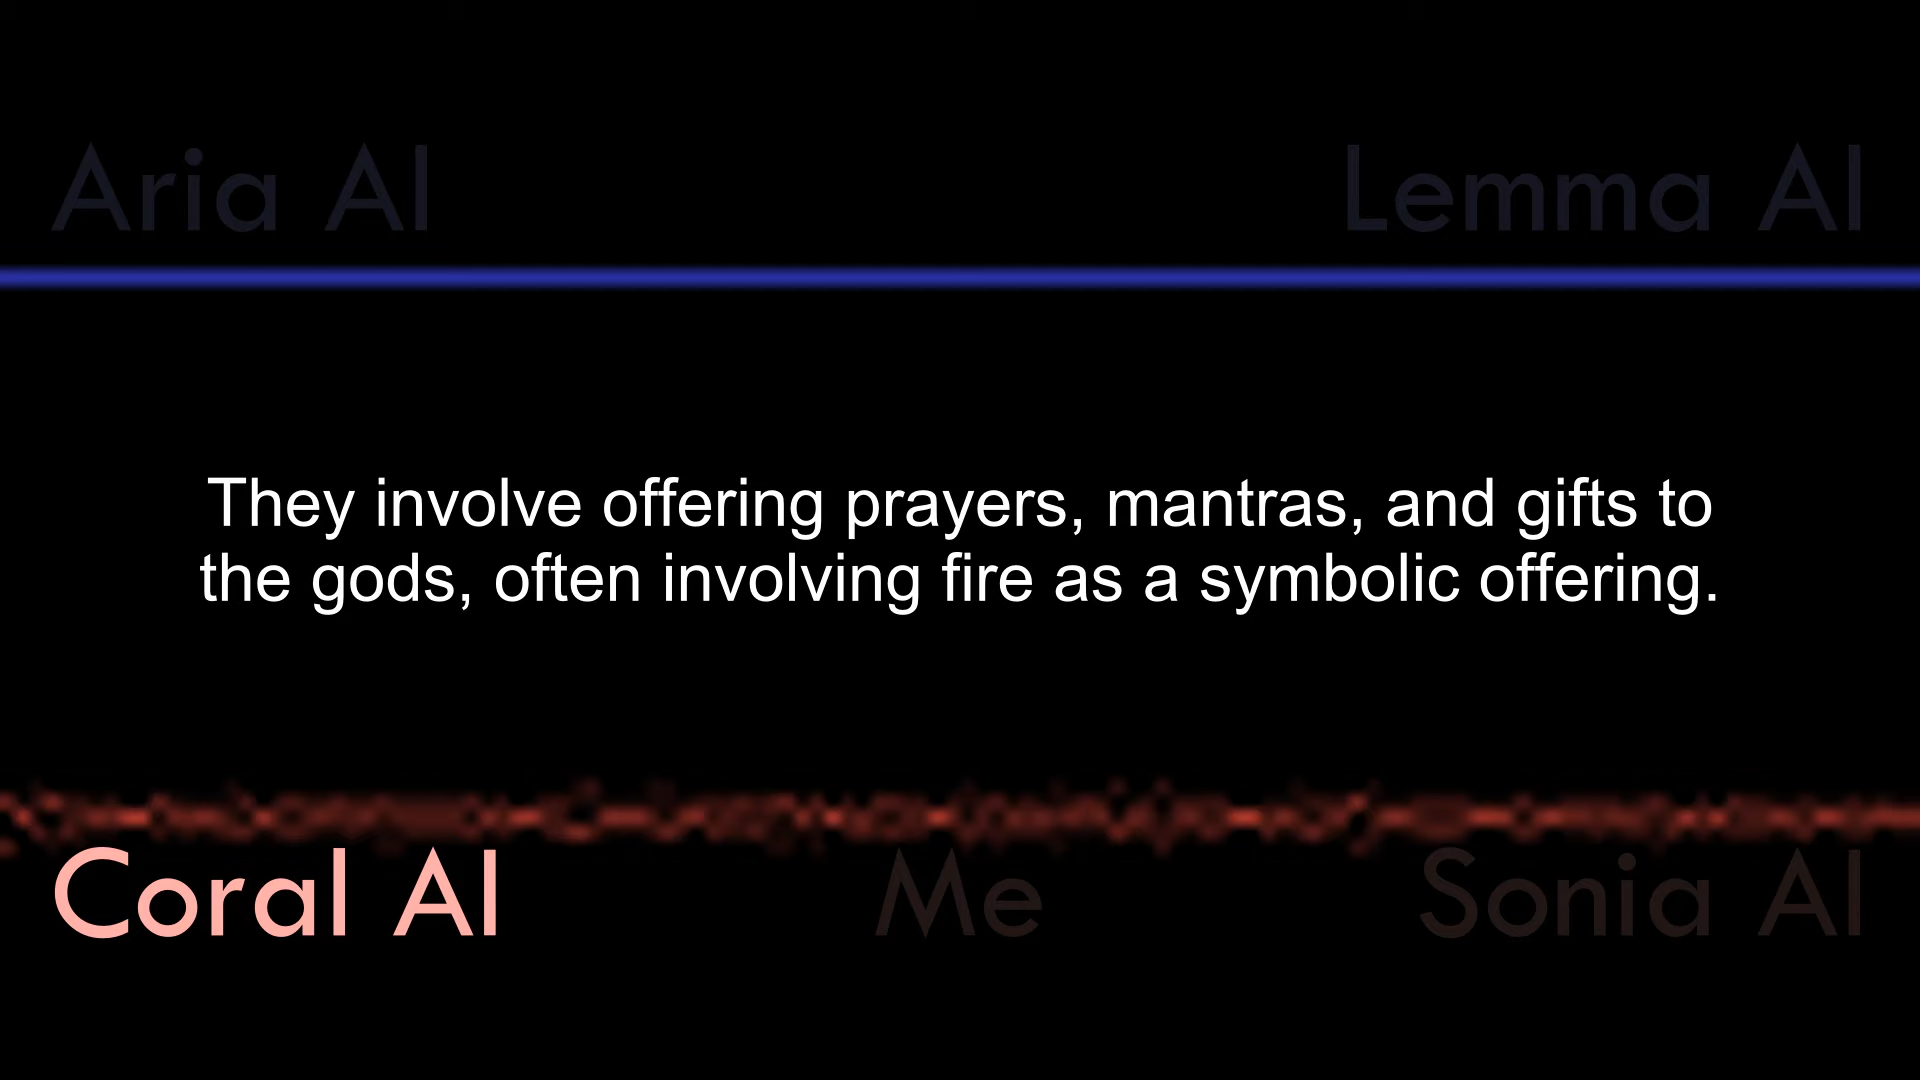 Aria AI
Lemma AI
They involve offering prayers, mantras, and gifts to
the gods, often involving fire as a symbolic offering.
Coral AI
Me
Sonia AI